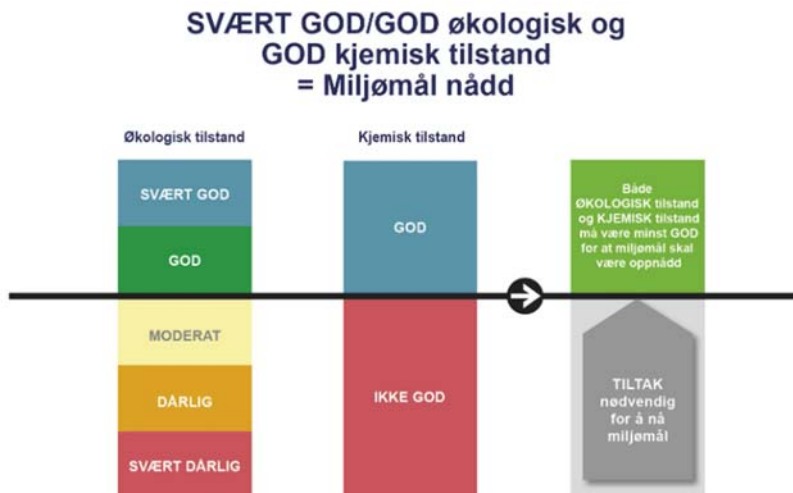 SVÆRT GOD/GOD økologisk og
GOD kjemisk tilstand
= Miljømål nådd
Økologisk tilstand
SVÆRT GOD
GOD
MODERAT
DÅRLIG
SVÆRT DÅRLIG
Kjemisk tilstand
GOD
IKKE GOD
Både
ØKOLOGISK tilstand
og KJEMISK tilstand
må være minst GOD
for at miljømål skal
være oppnådd
TILTAK
nødvendig
for å nå
miljømål